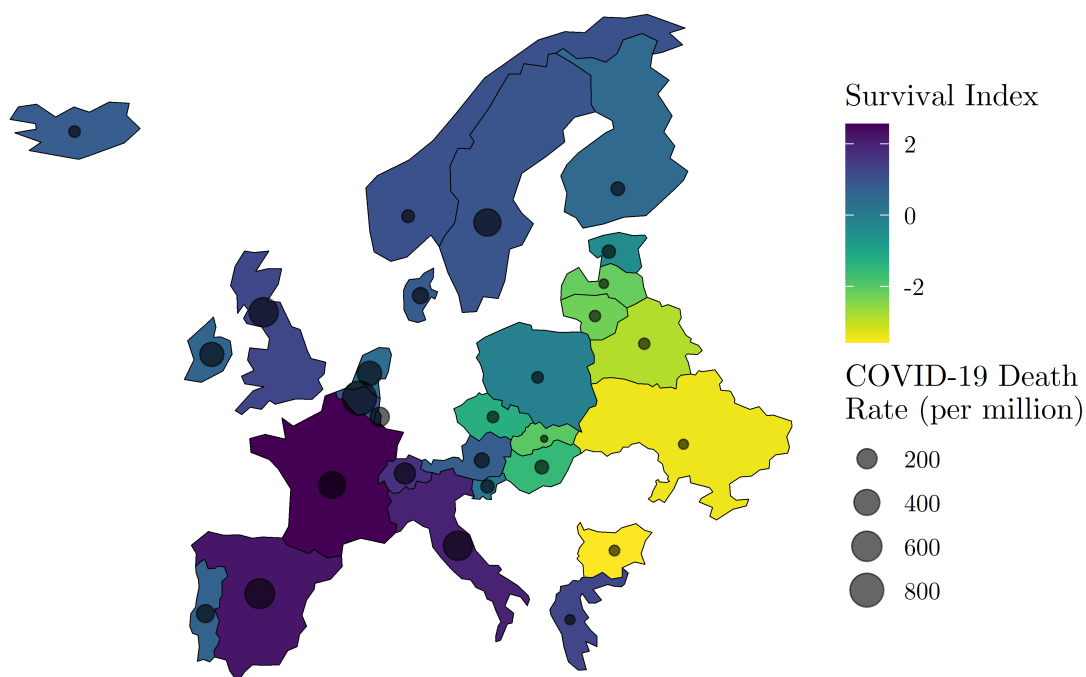 Survival Index
2
0
-2
COVID-19 Death
Rate (per million)
200
400
600
800